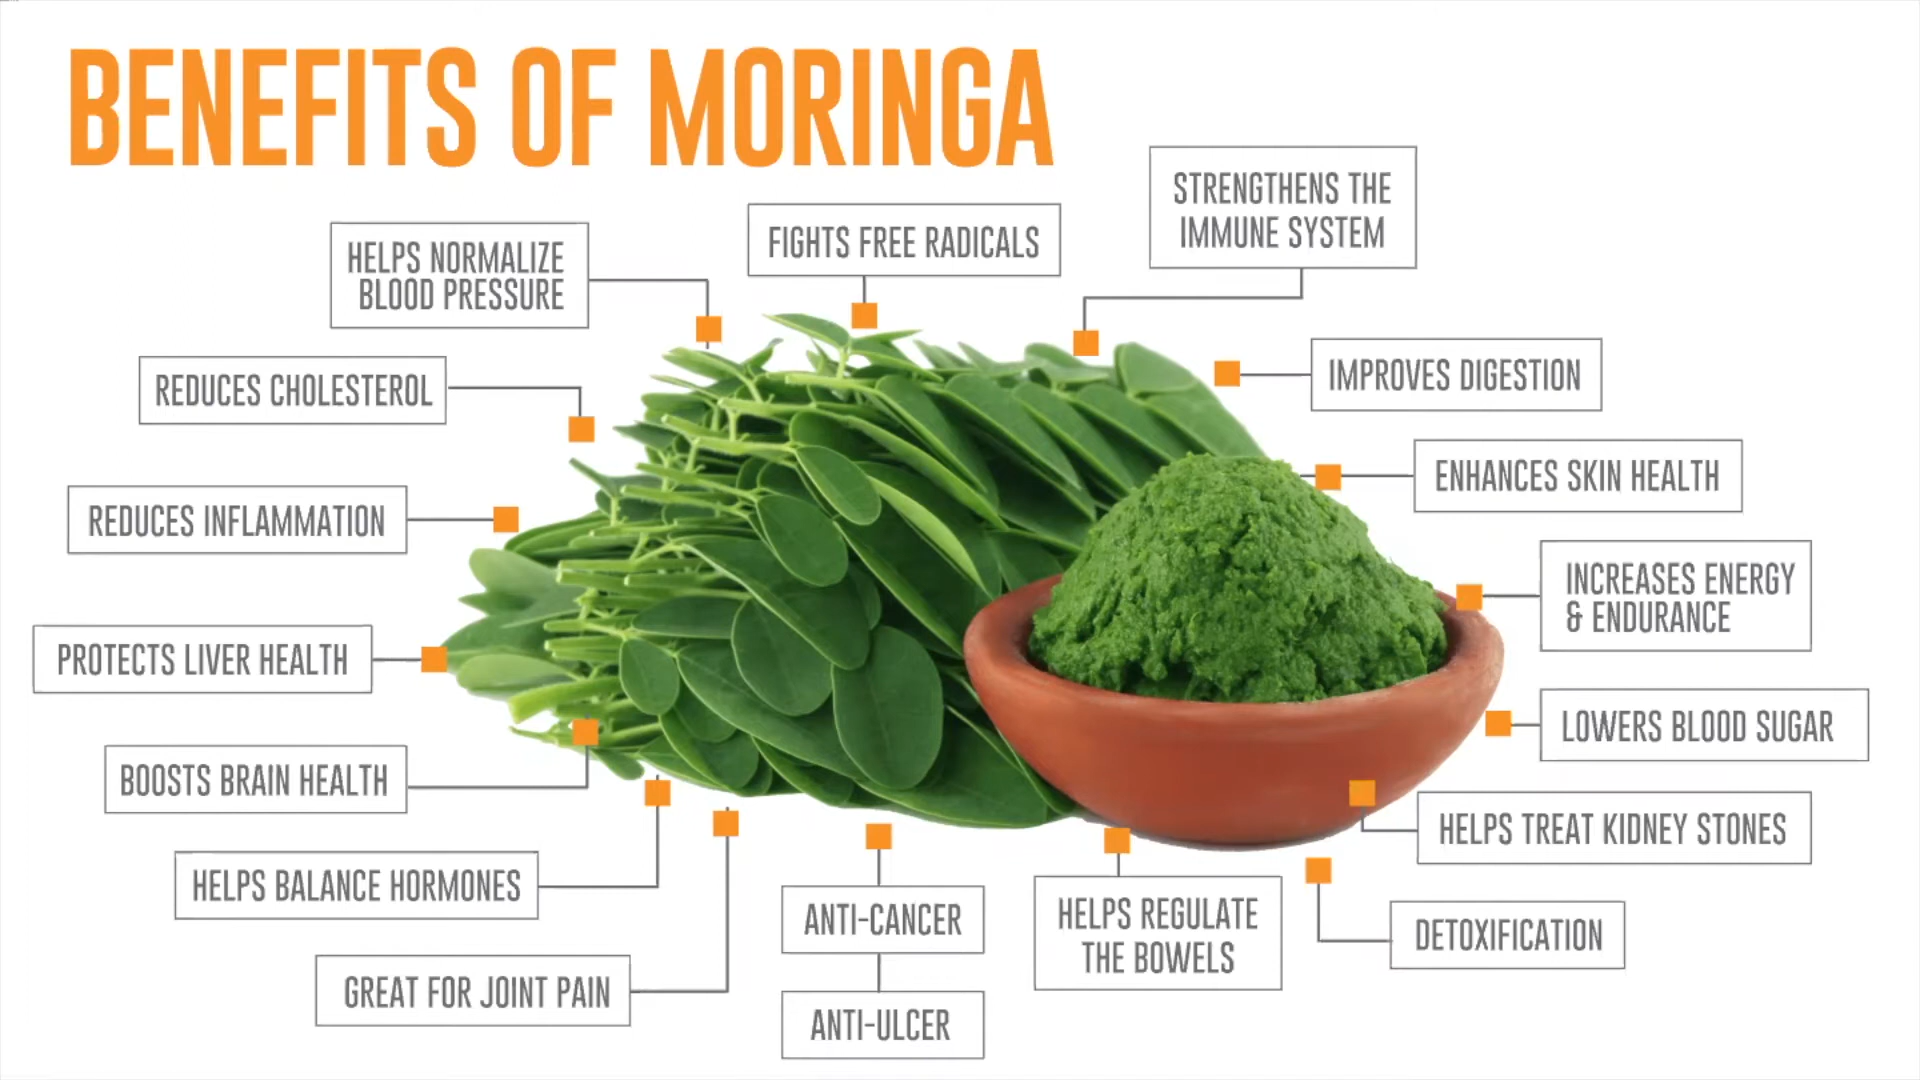 BENEFITS OF MORINGA
STRENGTHENS THE
IMMUNE SYSTEM
FIGHTS FREE RADICALS
HELPS NORMALIZE
BLOOD PRESSURE
IMPROVES DIGESTION
REDUCES CHOLESTEROL
ENHANCES SKIN HEALTH
REDUCES INFLAMMATION
INCREASES ENERGY
& ENDURANCE
PROTECTS LIVER HEALTH
LOWERS BLOOD SUGAR
BOOSTS BRAIN HEALTH
HELPS TREAT KIDNEY STONES
HELPS BALANCE HORMONES
ANTI-CANCER
HELPS REGULATE
THE BOWELS
DETOXIFICATION
GREAT FOR JOINT PAIN
ANTI-ULCER